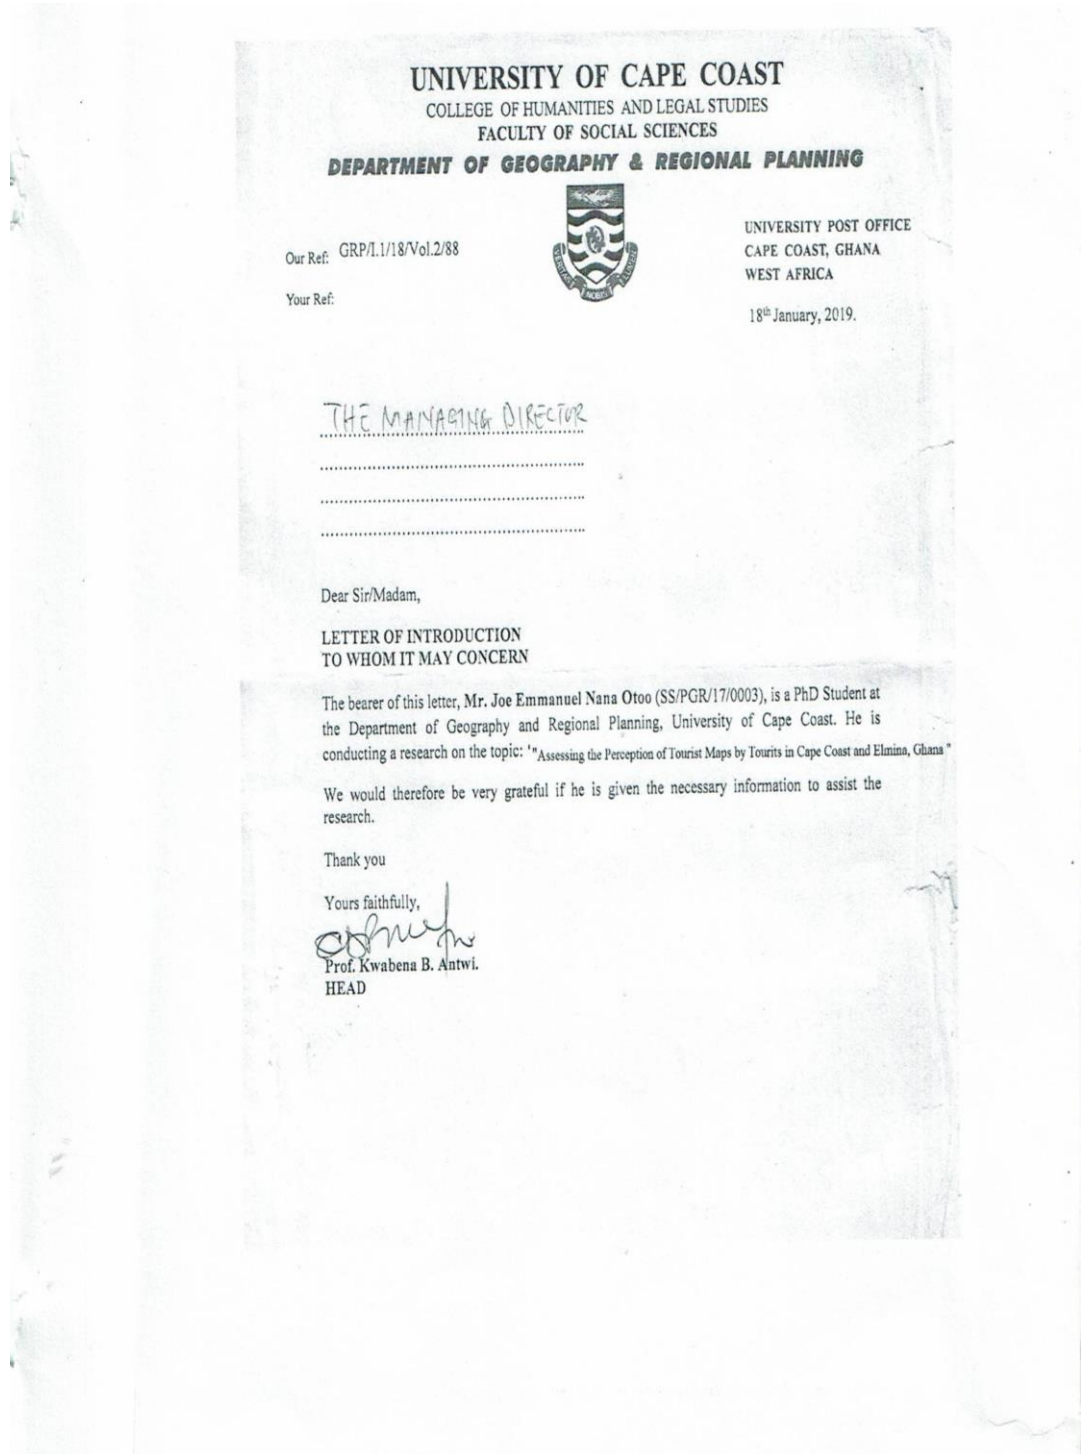 UNIVERSITY OF CAPE COAST
COLLEGE OF HUMANITIES AND LEGAL STUDIES
FACULTY OF SOCIAL SCIENCES
DEPARTMENT OF GEOGRAPHY & REGIONAL PLANNING
Our Ref: GRP/I.1/18/Vol.2/88
Your Ref:
NOBIS
UNIVERSITY POST OFFICE
CAPE COAST, GHANA
WEST AFRICA
18th January, 2019.
THE MANAGING DIRECTOR
Dear Sir/Madam,
LETTER OF INTRODUCTION
TO WHOM IT MAY CONCERN
The bearer of this letter, Mr. Joe Emmanuel Nana Otoo (SS/PGR/17/0003), is a PhD Student at
the Department of Geography and Regional Planning, University of Cape Coast. He is
conducting a research on the topic: '"Assessing the Perception of Tourist Maps by Tourits in Cape Coast and Elmina, Ghana "
We would therefore be very grateful if he is given the necessary information to assist the
research.
Thank you
Yours faithfully,
Prof. Kwabena B. Antwi.
HEAD